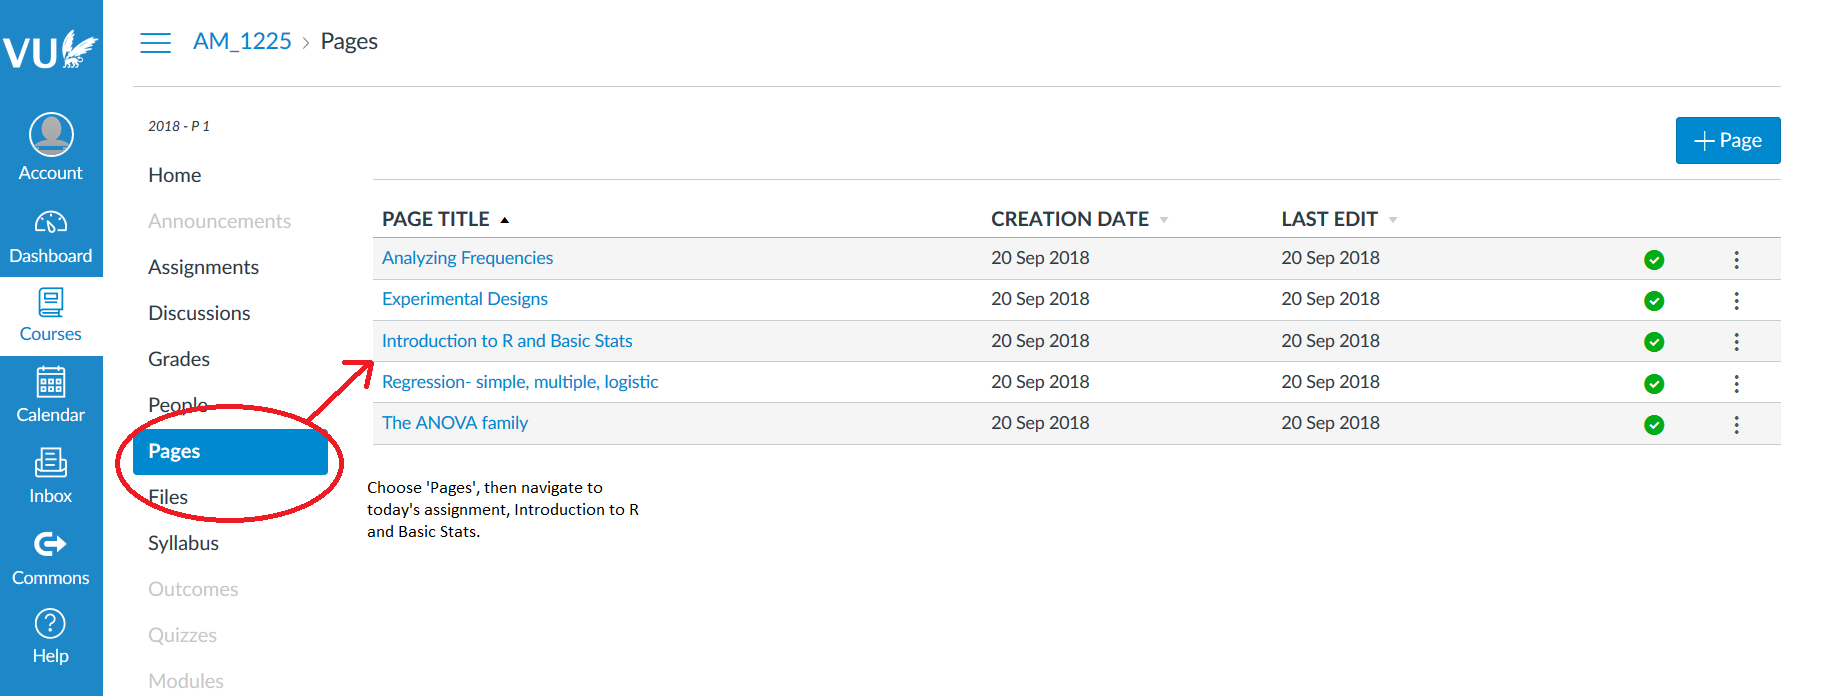 VU
AM_1225 › Pages
Account
Dashboard
Courses
Calendar
Inbox
Commons
Help
2018 - P 1
Home
Announcements
Assignments
Discussions
Grades
People
Pages
Files
Syllabus
Outcomes
Quizzes
Modules
+ Page
PAGE TITLE CREATION DATE LAST EDIT
Analyzing Frequencies 20 Sep 2018 20 Sep 2018
Experimental Designs 20 Sep 2018 20 Sep 2018
Introduction to R and Basic Stats 20 Sep 2018 20 Sep 2018
Regression- simple, multiple, logistic 20 Sep 2018 20 Sep 2018
The ANOVA family 20 Sep 2018 20 Sep 2018
Choose 'Pages', then navigate to
today's assignment, Introduction to R
and Basic Stats.